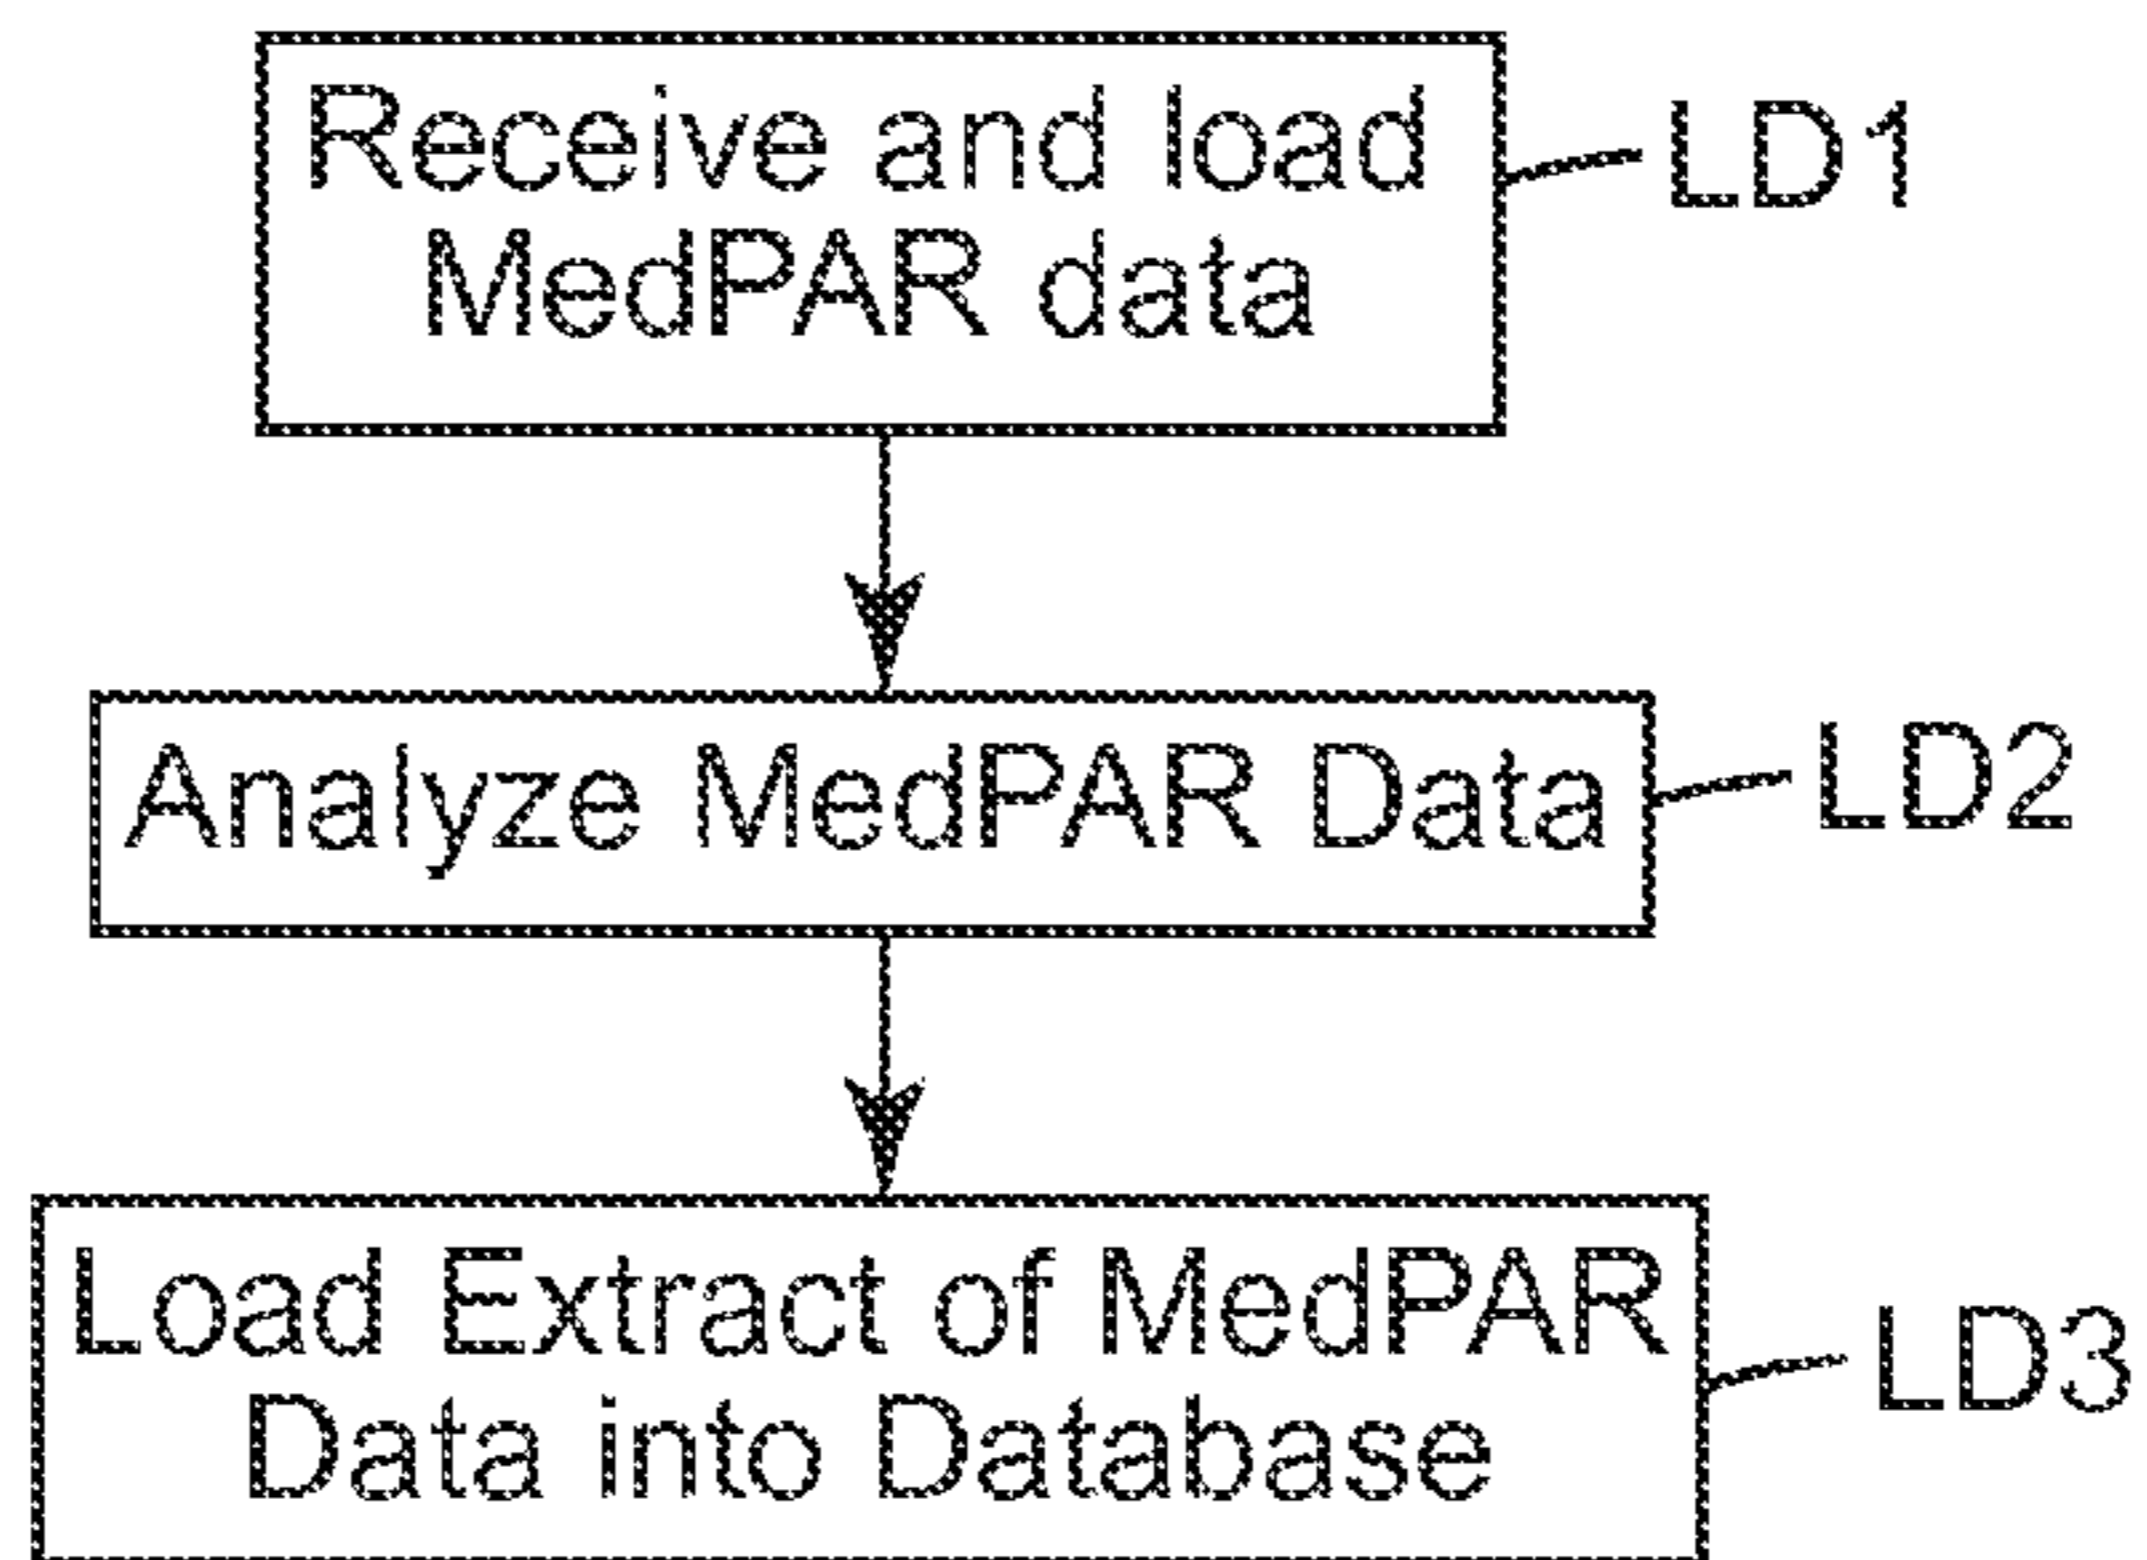 Receive and load
MedPAR data
LD1
Analyze MedPAR Data
LD2
Load Extract of MedPAR
Data into Database
LD3